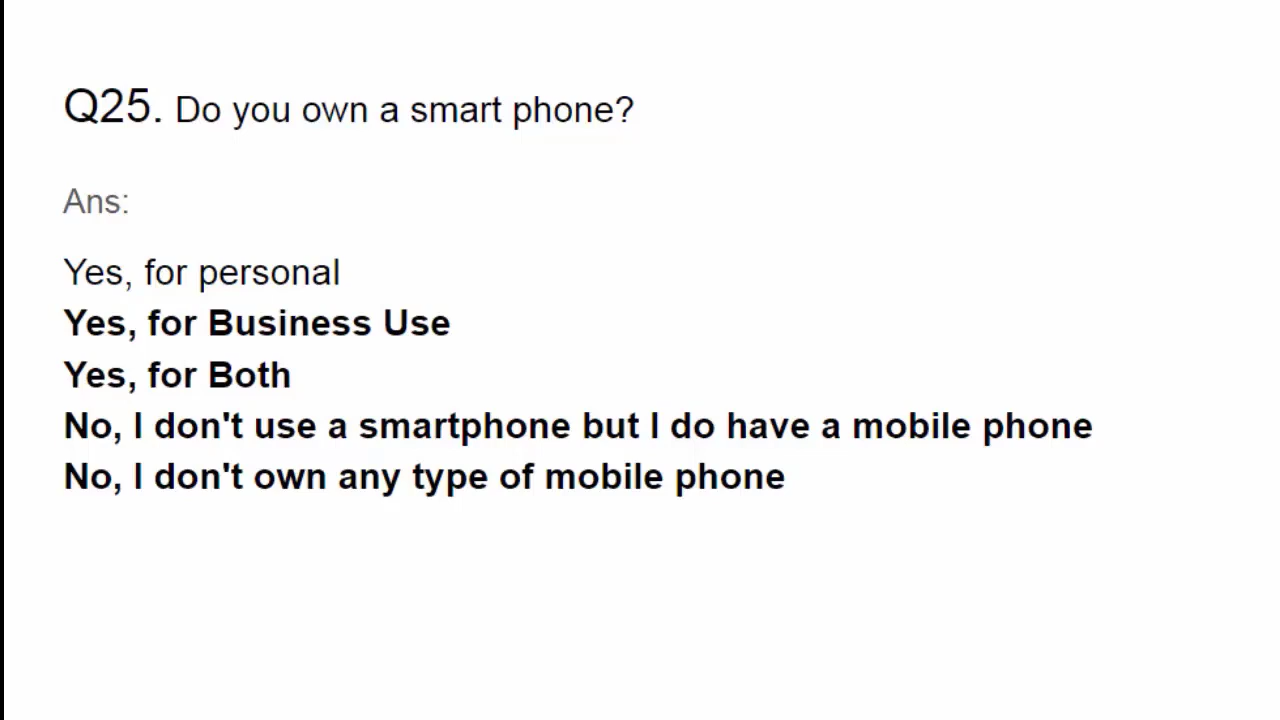 Q25. Do you own a smart phone?
Ans:
Yes, for personal
Yes, for Business Use
Yes, for Both
No, I don't use a smartphone but I do have a mobile phone
No, I don't own any type of mobile phone